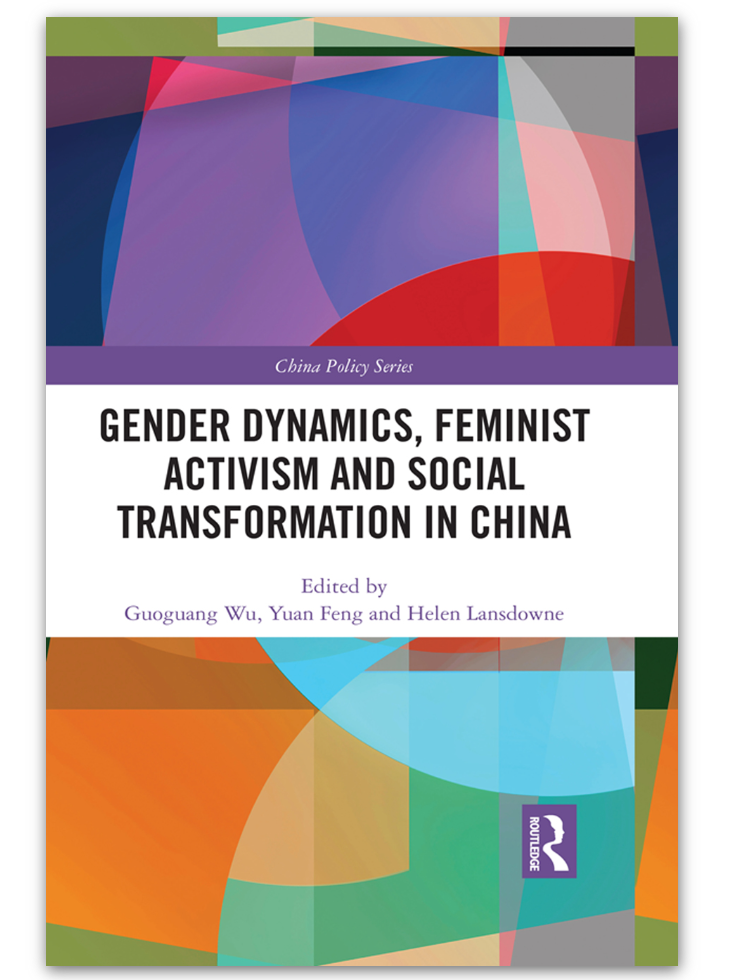 China Policy Series
GENDER DYNAMICS, FEMINIST
ACTIVISM AND SOCIAL
TRANSFORMATION IN CHINA
Edited by
Guoguang Wu, Yuan Feng and Helen Lansdowne
ROUTLEDGE